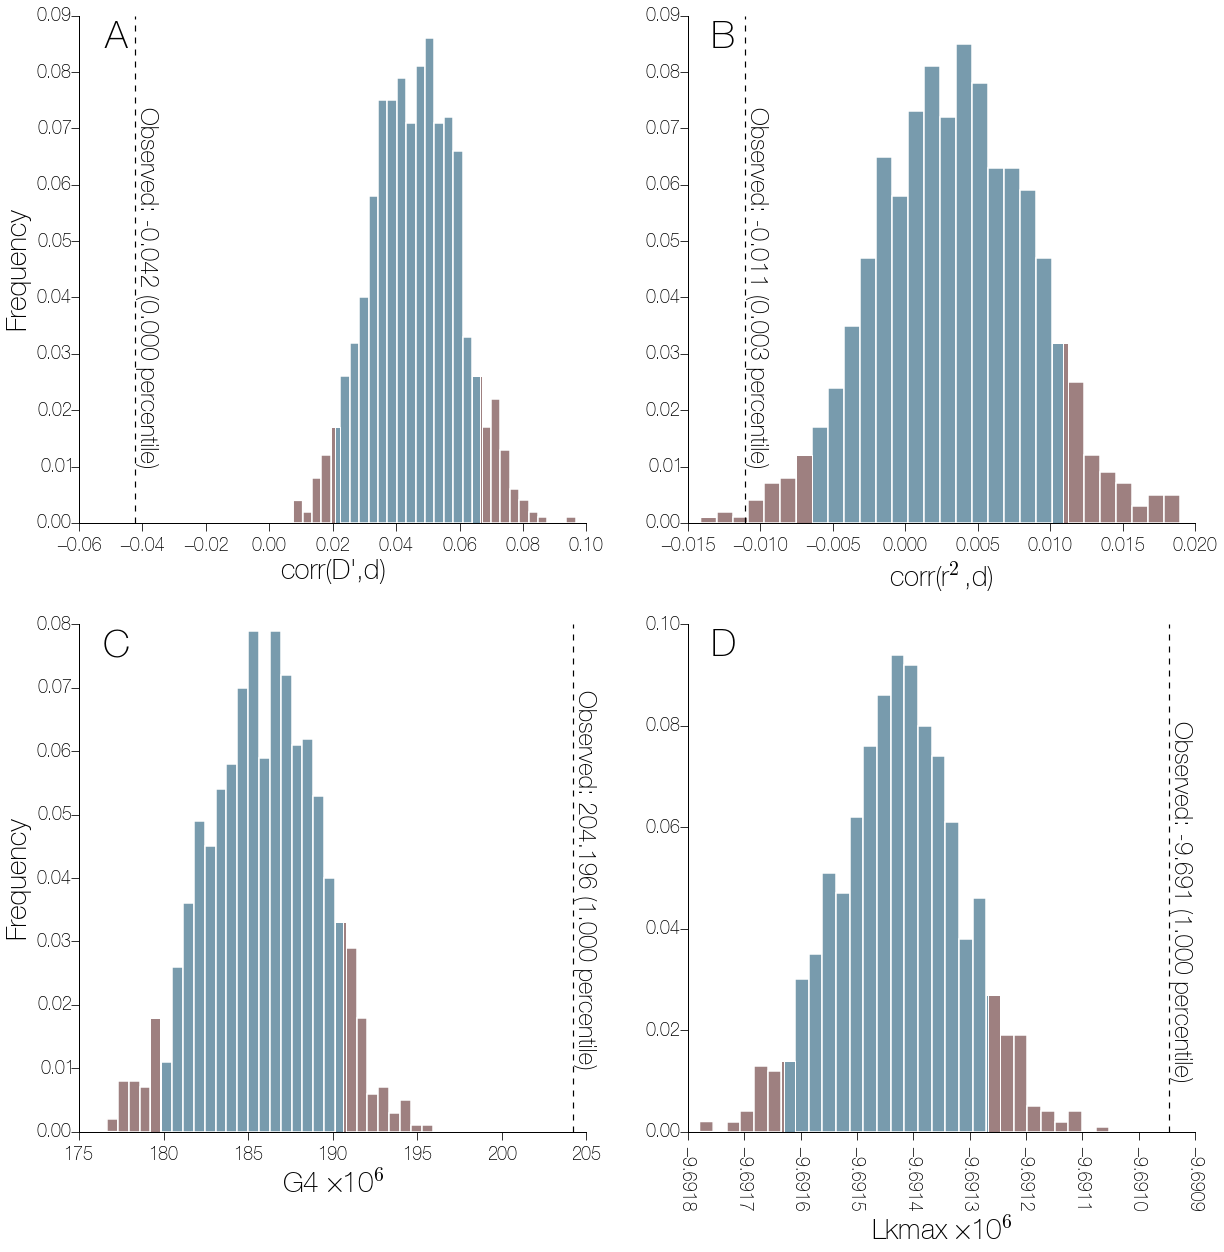 A
0.09
0.08
0.07
0.06
0.05
0.04
0.03
0.02
0.01
0.00
Frequency
−0.06 −0.04 −0.02 0.00 0.02 0.04 0.06 0.08 0.10
corr(D',d)
Observed: -0.042 (0.000 percentile)
B
0.09
0.08
0.07
0.06
0.05
0.04
0.03
0.02
0.01
0.00
−0.015 −0.010 −0.005 0.000 0.005 0.010 0.015 0.020
corr(r² ,d)
Observed: -0.011 (0.003 percentile)
C
0.08
0.07
0.06
0.05
0.04
0.03
0.02
0.01
0.00
Frequency
175 180 185 190 195 200 205
G4 ×10⁶
Observed: 204.196 (1.000 percentile)
D
0.10
0.08
0.06
0.04
0.02
0.00
-9.6918 -9.6917 -9.6916 -9.6915 -9.6914 -9.6913 -9.6912 -9.6911 -9.6910 -9.6909
Lkmax ×10⁶
Observed: -9.691 (1.000 percentile)